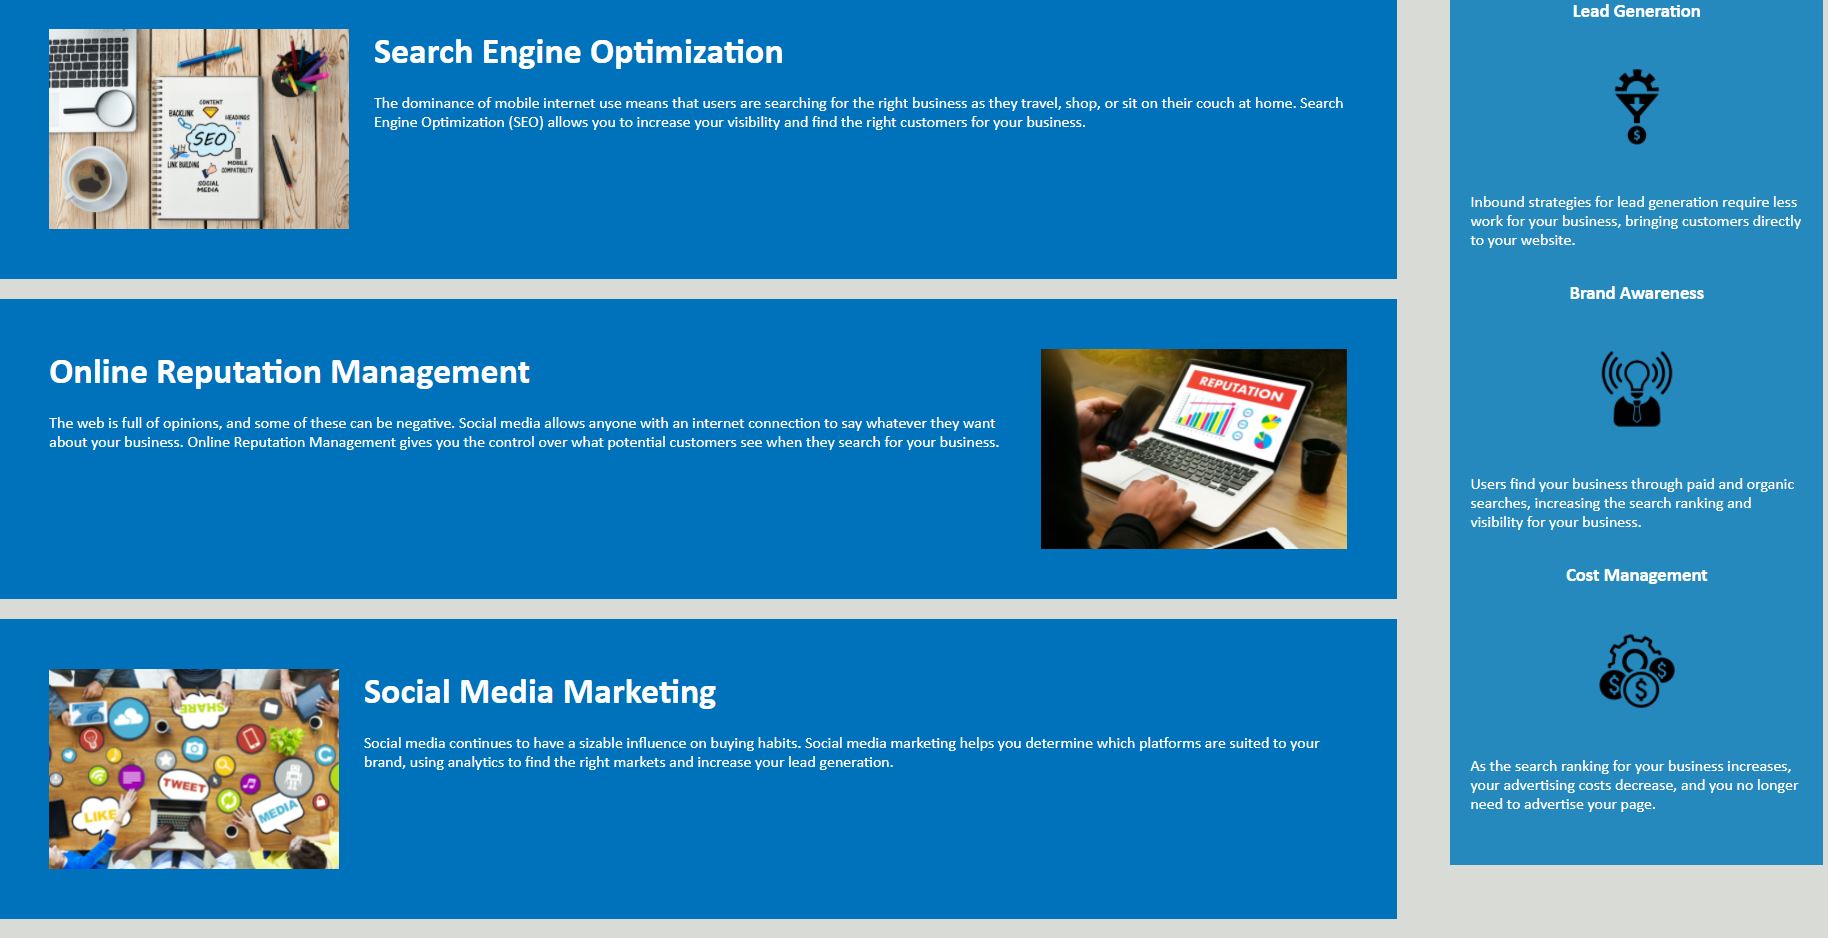 Search Engine Optimization
The dominance of mobile internet use means that users are searching for the right business as they travel, shop, or sit on their couch at home. Search
Engine Optimization (SEO) allows you to increase your visibility and find the right customers for your business.
CONTENT
BACKLINK
HEADINGS
SEO
LINK BUILDING
MOBILE
COMPATIBILITY
SOCIAL
MEDIA
Online Reputation Management
The web is full of opinions, and some of these can be negative. Social media allows anyone with an internet connection to say whatever they want
about your business. Online Reputation Management gives you the control over what potential customers see when they search for your business.
REPUTATION
Social Media Marketing
Social media continues to have a sizable influence on buying habits. Social media marketing helps you determine which platforms are suited to your
brand, using analytics to find the right markets and increase your lead generation.
SHARE
TWEET
LIKE
MEDIA
Lead Generation
$
Inbound strategies for lead generation require less
work for your business, bringing customers directly
to your website.
Brand Awareness
Users find your business through paid and organic
searches, increasing the search ranking and
visibility for your business.
Cost Management
$
$ $
As the search ranking for your business increases,
your advertising costs decrease, and you no longer
need to advertise your page.